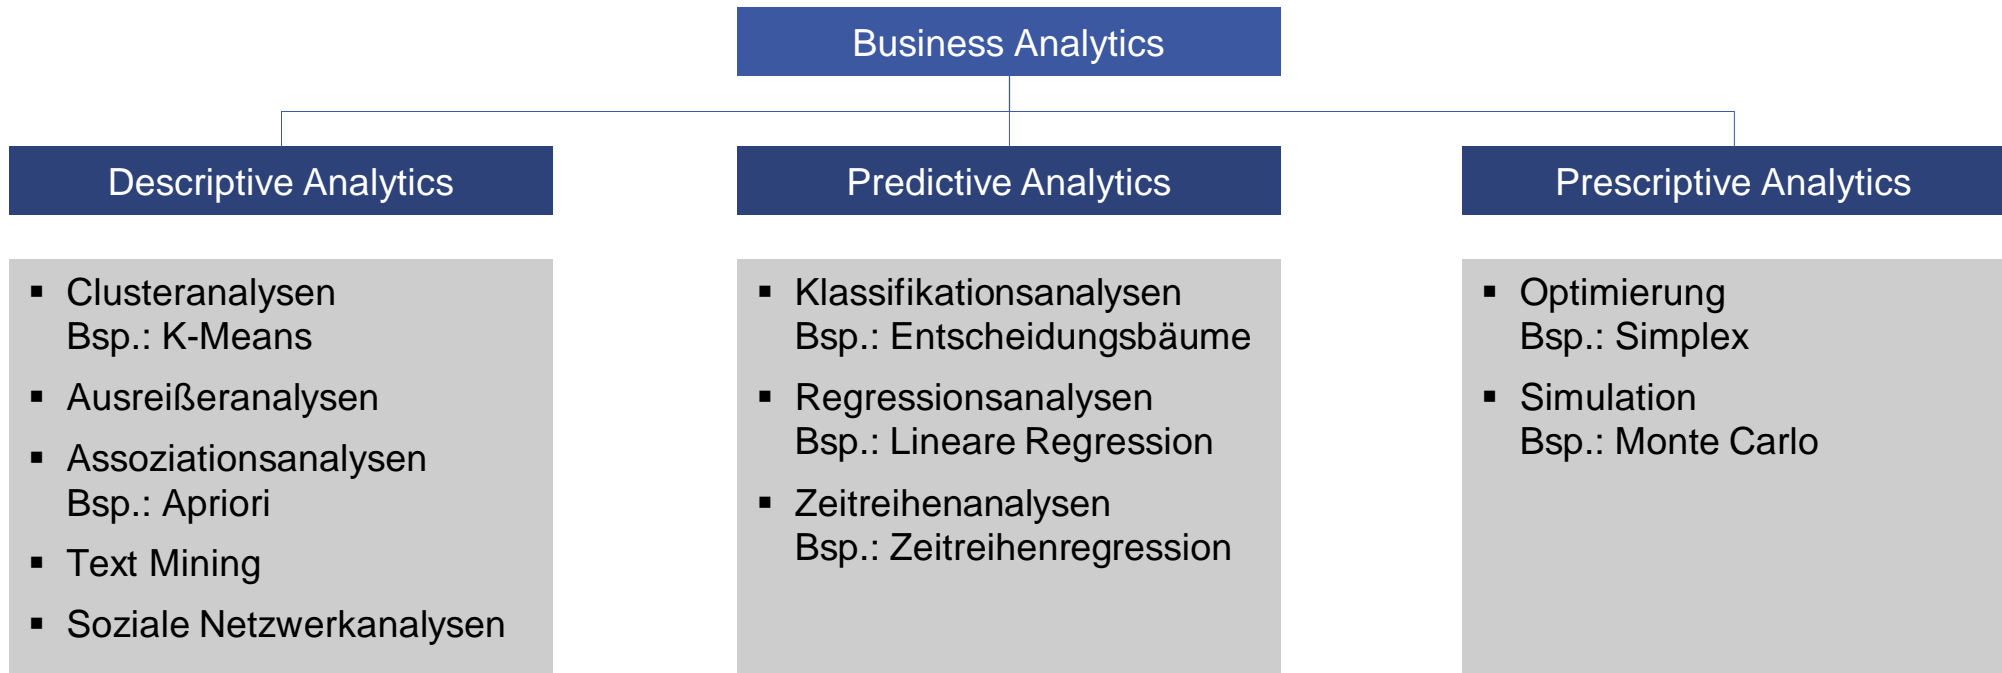 Business Analytics
Descriptive Analytics
Predictive Analytics
Prescriptive Analytics
▪ Clusteranalysen
Bsp.: K-Means
▪ Ausreißeranalysen
▪ Assoziationsanalysen
Bsp.: Apriori
▪ Text Mining
▪ Soziale Netzwerkanalysen
▪ Klassifikationsanalysen
Bsp.: Entscheidungsbäume
▪ Regressionsanalysen
Bsp.: Lineare Regression
▪ Zeitreihenanalysen
Bsp.: Zeitreihenregression
▪ Optimierung
Bsp.: Simplex
▪ Simulation
Bsp.: Monte Carlo